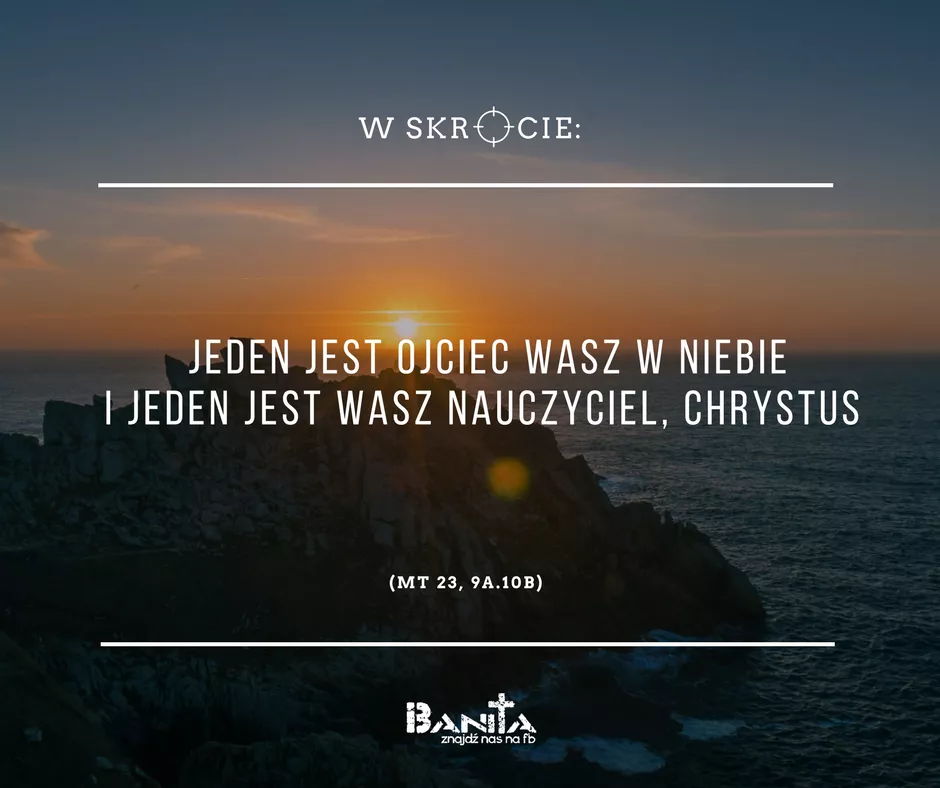 W SKRÓCIE:
JEDEN JEST OJCIEC WASZ W NIEBIE
I JEDEN JEST WASZ NAUCZYCIEL, CHRYSTUS
(MT 23, 9A.10B)
BANITA
znajdź nas na fb